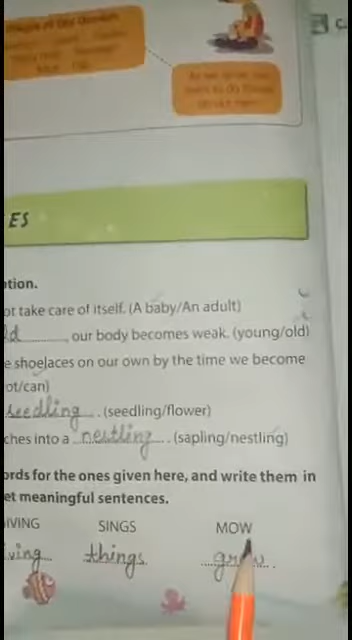 ES
tion.
ot take care of itself. (A baby/An adult)
ld, our body becomes weak. (young/old)
e shoelaces on our own by the time we become
ot/can)
seedling. (seedling/flower)
ches into a nestling. (sapling/nestling)
ords for the ones given here, and write them in
et meaningful sentences.
IVING SINGS MOW
ving things grow.